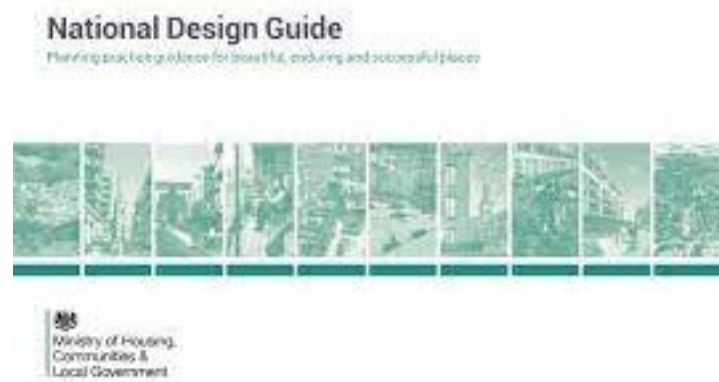 National Design Guide
Planning practice guidance for beautiful, enduring and successful places
Ministry of Housing,
Communities &
Local Government